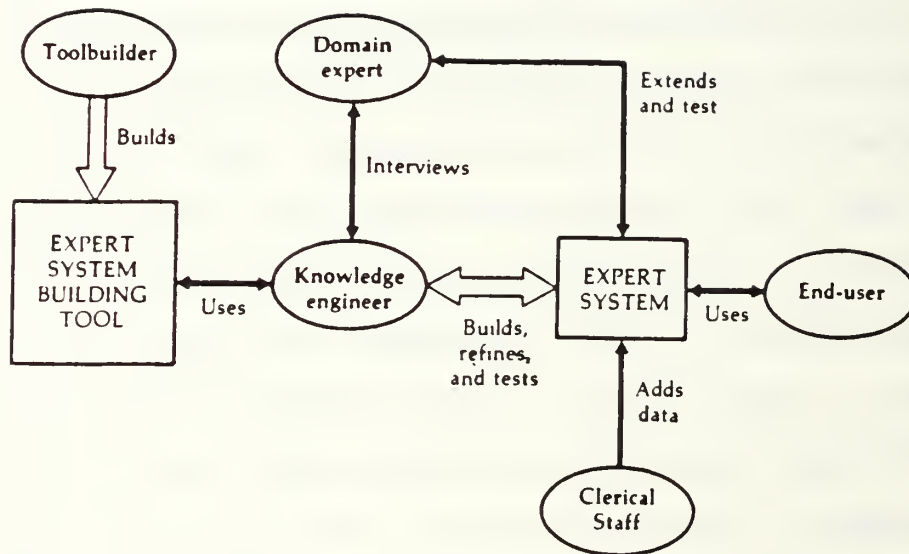 Toolbuilder
Domain
expert
Extends
and test
Builds
Interviews
EXPERT
SYSTEM
BUILDING
TOOL
Uses
Knowledge
engineer
Builds,
refines,
and tests
EXPERT
SYSTEM
Uses
End-user
Adds
data
Clerical
Staff